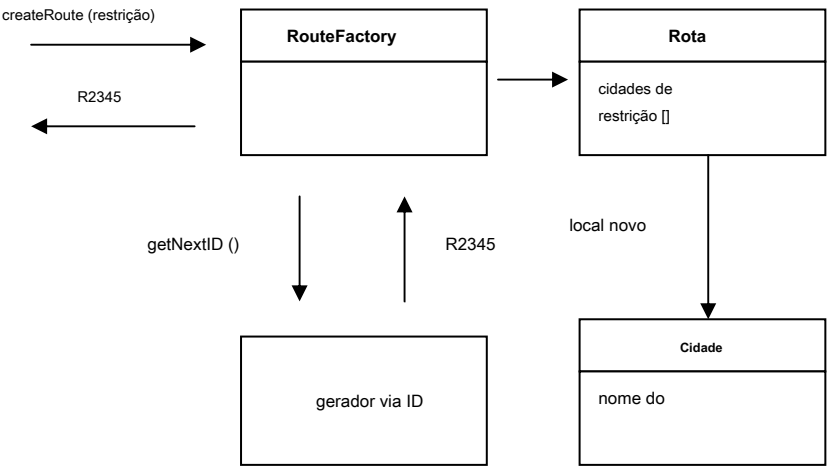 createRoute (restrição)
RouteFactory
Rota
R2345
cidades de
restrição []
getNextID ()
R2345
local novo
gerador via ID
Cidade
nome do